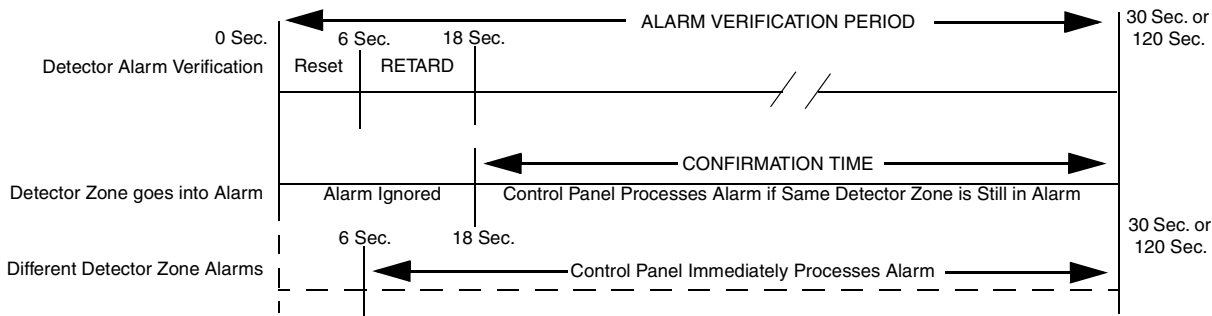 ALARM VERIFICATION PERIOD
30 Sec. or
120 Sec.
0 Sec.
6 Sec.
18 Sec.
Detector Alarm Verification
Reset
RETARD
CONFIRMATION TIME
Detector Zone goes into Alarm
Alarm Ignored
Control Panel Processes Alarm if Same Detector Zone is Still in Alarm
6 Sec.
18 Sec.
30 Sec. or
120 Sec.
Different Detector Zone Alarms
Control Panel Immediately Processes Alarm